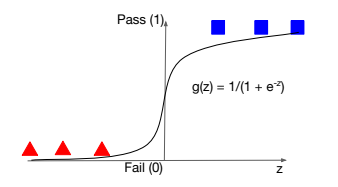 Pass (1)
g(z) = 1/(1 + e⁻ᶻ)
Fail (0)
z